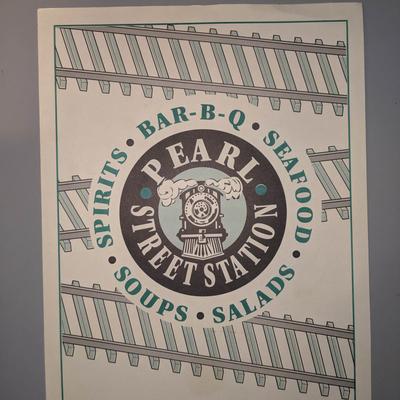 SPIRITS • BAR-B-Q • SEAFOOD • SALADS • SOUPS •
PEARL
STREET STATION